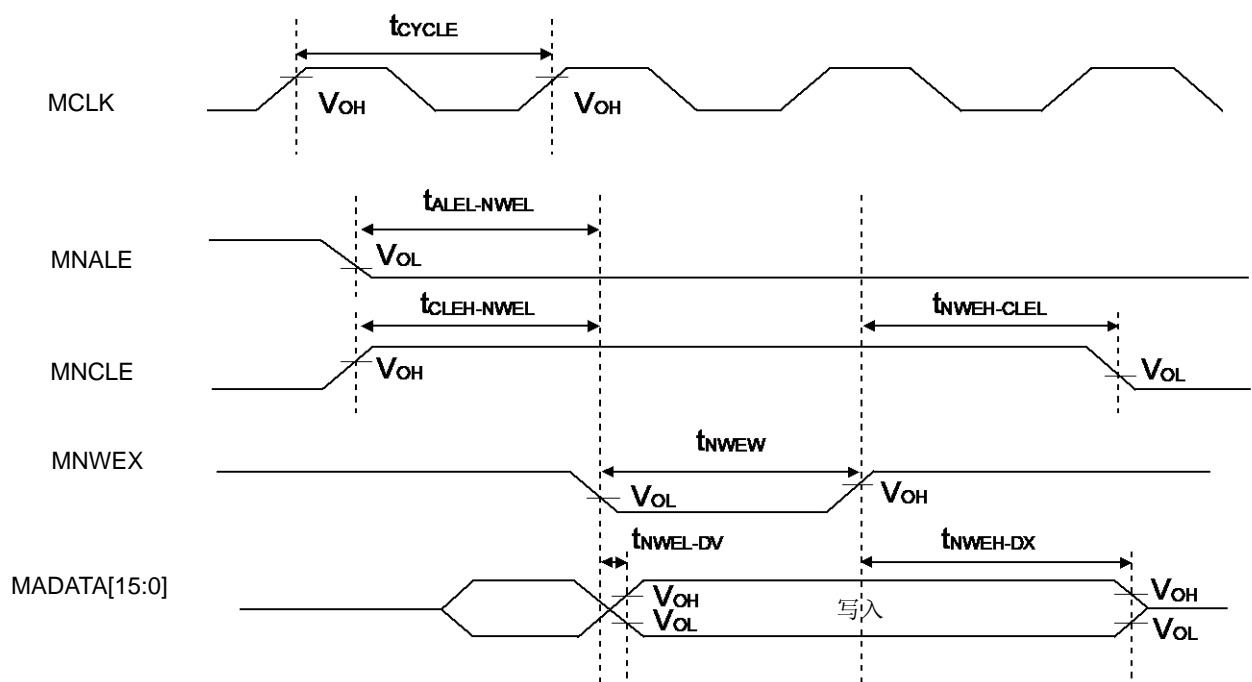 tCYCLE
MCLK
VOH
VOH
tALEL-NWEL
MNALE
VOL
tCLEH-NWEL
tNWEH-CLEL
MNCLE
VOH
VOL
tNWEW
MNWEX
VOL
VOH
tNWEL-DV
tNWEH-DX
MADATA[15:0]
VOH
写入
VOH
VOL
VOL